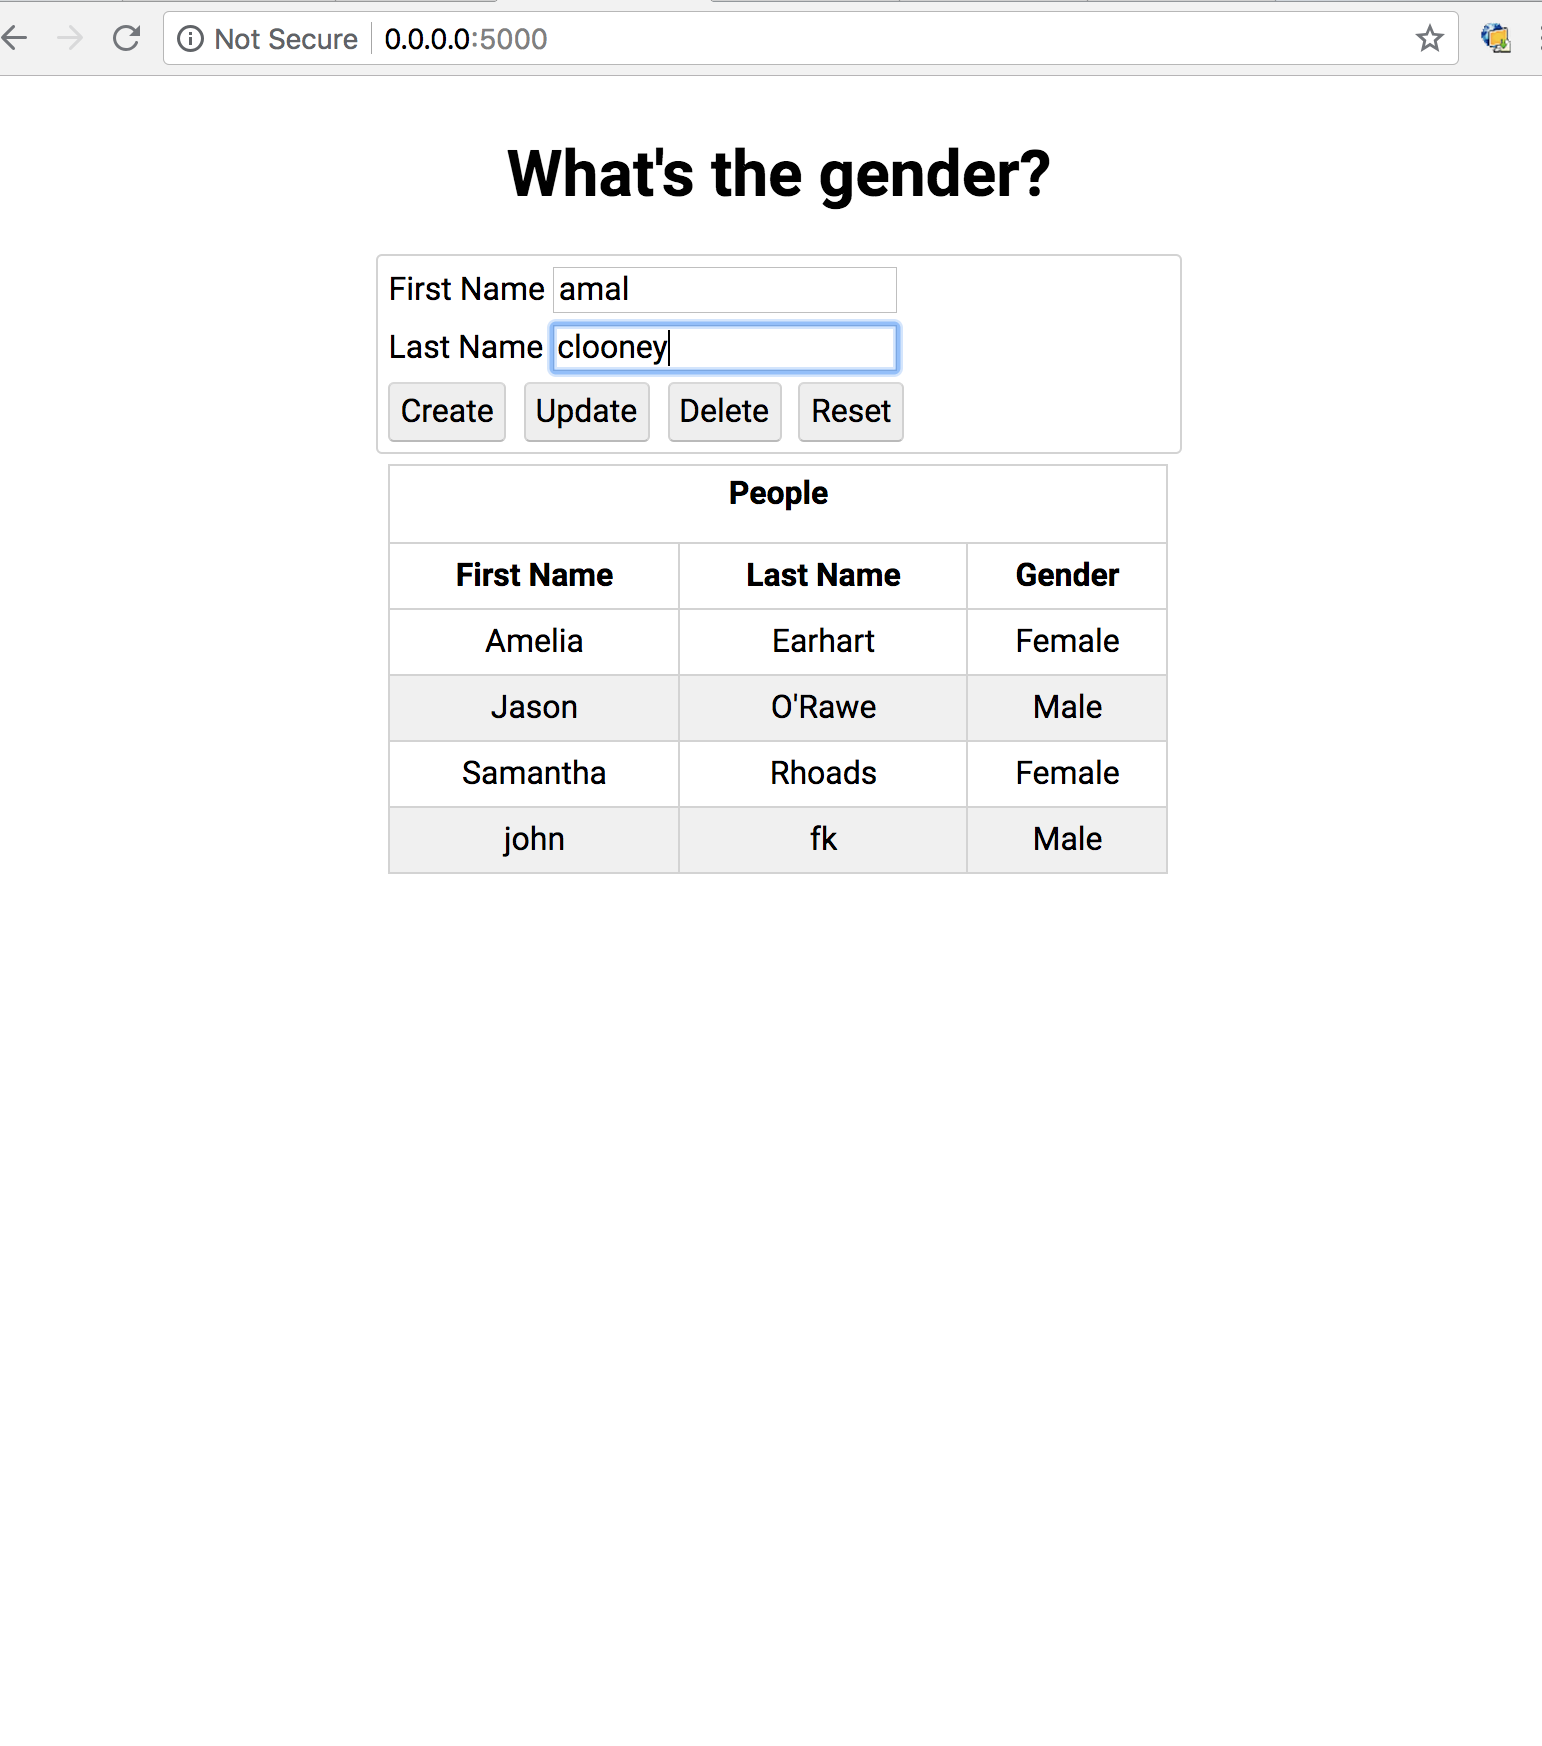 Not Secure 0.0.0.0:5000
What's the gender?
First Name amal
Last Name clooney
Create Update Delete Reset
People
First Name Last Name Gender
Amelia Earhart Female
Jason O'Rawe Male
Samantha Rhoads Female
john fk Male